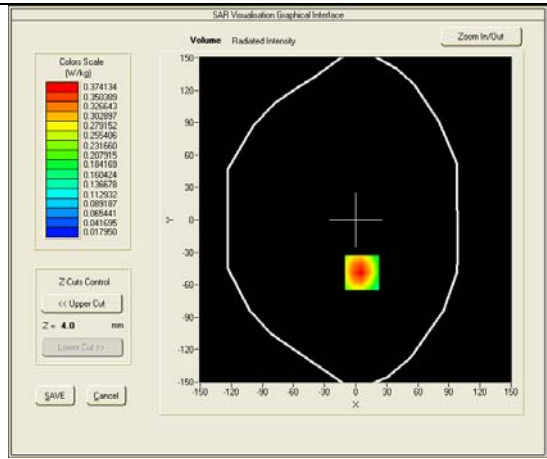 SAR Visualisation Graphical Interface
Volume Radiated Intensity
Zoom In/Out
Colors Scale
(W/kg)
0.374134
0.350389
0.326643
0.302897
0.279152
0.255406
0.231660
0.207915
0.184169
0.160424
0.136678
0.112932
0.089187
0.065441
0.041695
0.017950
Z Cuts Control
<< Upper Cut
Z = 4.0 mm
Lower Cut >>
SAVE Cancel
150-
120-
90-
60-
30-
0-
-30-
-60-
-90-
-120-
-150-
Y
-150 -120 -90 -60 -30 0 30 60 90 120 150
X